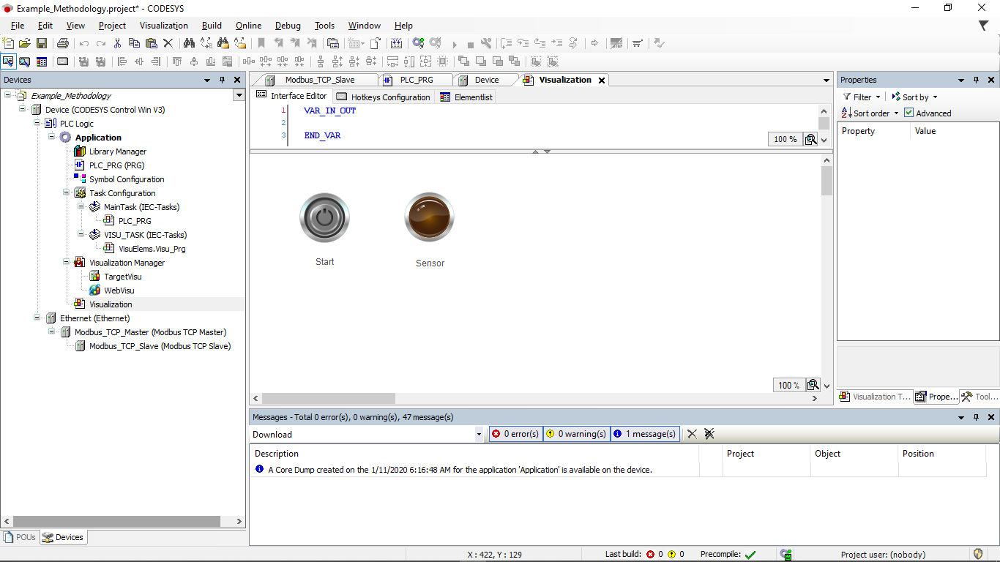 Example_Methodology.project* - CODESYS
File Edit View Project Visualization Build Online Debug Tools Window Help
Devices
Example_Methodology
Device (CODESYS Control Win V3)
PLC Logic
Application
Library Manager
PLC_PRG (PRG)
Symbol Configuration
Task Configuration
MainTask (IEC-Tasks)
PLC_PRG
VISU_TASK (IEC-Tasks)
VisuElems.Visu_Prg
Visualization Manager
TargetVisu
WebVisu
Visualization
Ethernet (Ethernet)
Modbus_TCP_Master (Modbus TCP Master)
Modbus_TCP_Slave (Modbus TCP Slave)
POUs Devices
Modbus_TCP_Slave PLC_PRG Device Visualization
Interface Editor Hotkeys Configuration Elementlist
1 VAR_IN_OUT
2
3 END_VAR
100 %
Start Sensor
100 %
Properties
Filter Sort by
Sort order Advanced
Property Value
Visualization T... Prope... Tool...
Messages - Total 0 error(s), 0 warning(s), 47 message(s)
Download 0 error(s) 0 warning(s) 1 message(s)
Description Project Object Position
A Core Dump created on the 1/11/2020 6:16:48 AM for the application 'Application' is available on the device.
X : 422, Y : 129 Last build: 0 0 Precompile: Project user: (nobody)